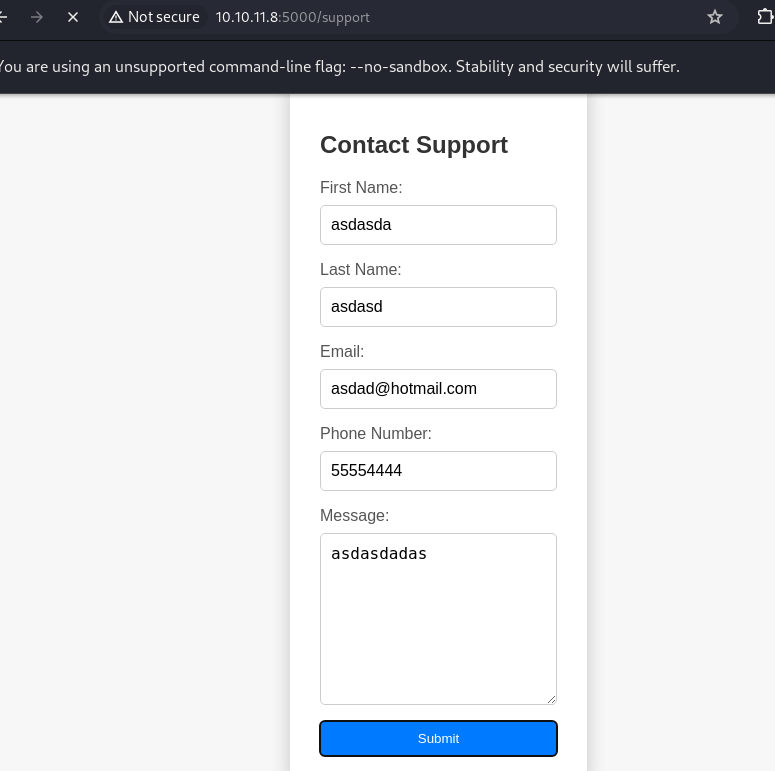 Not secure 10.10.11.8:5000/support
You are using an unsupported command-line flag: --no-sandbox. Stability and security will suffer.
Contact Support
First Name:
asdasda
Last Name:
asdasd
Email:
asdad@hotmail.com
Phone Number:
55554444
Message:
asdasdadas
Submit